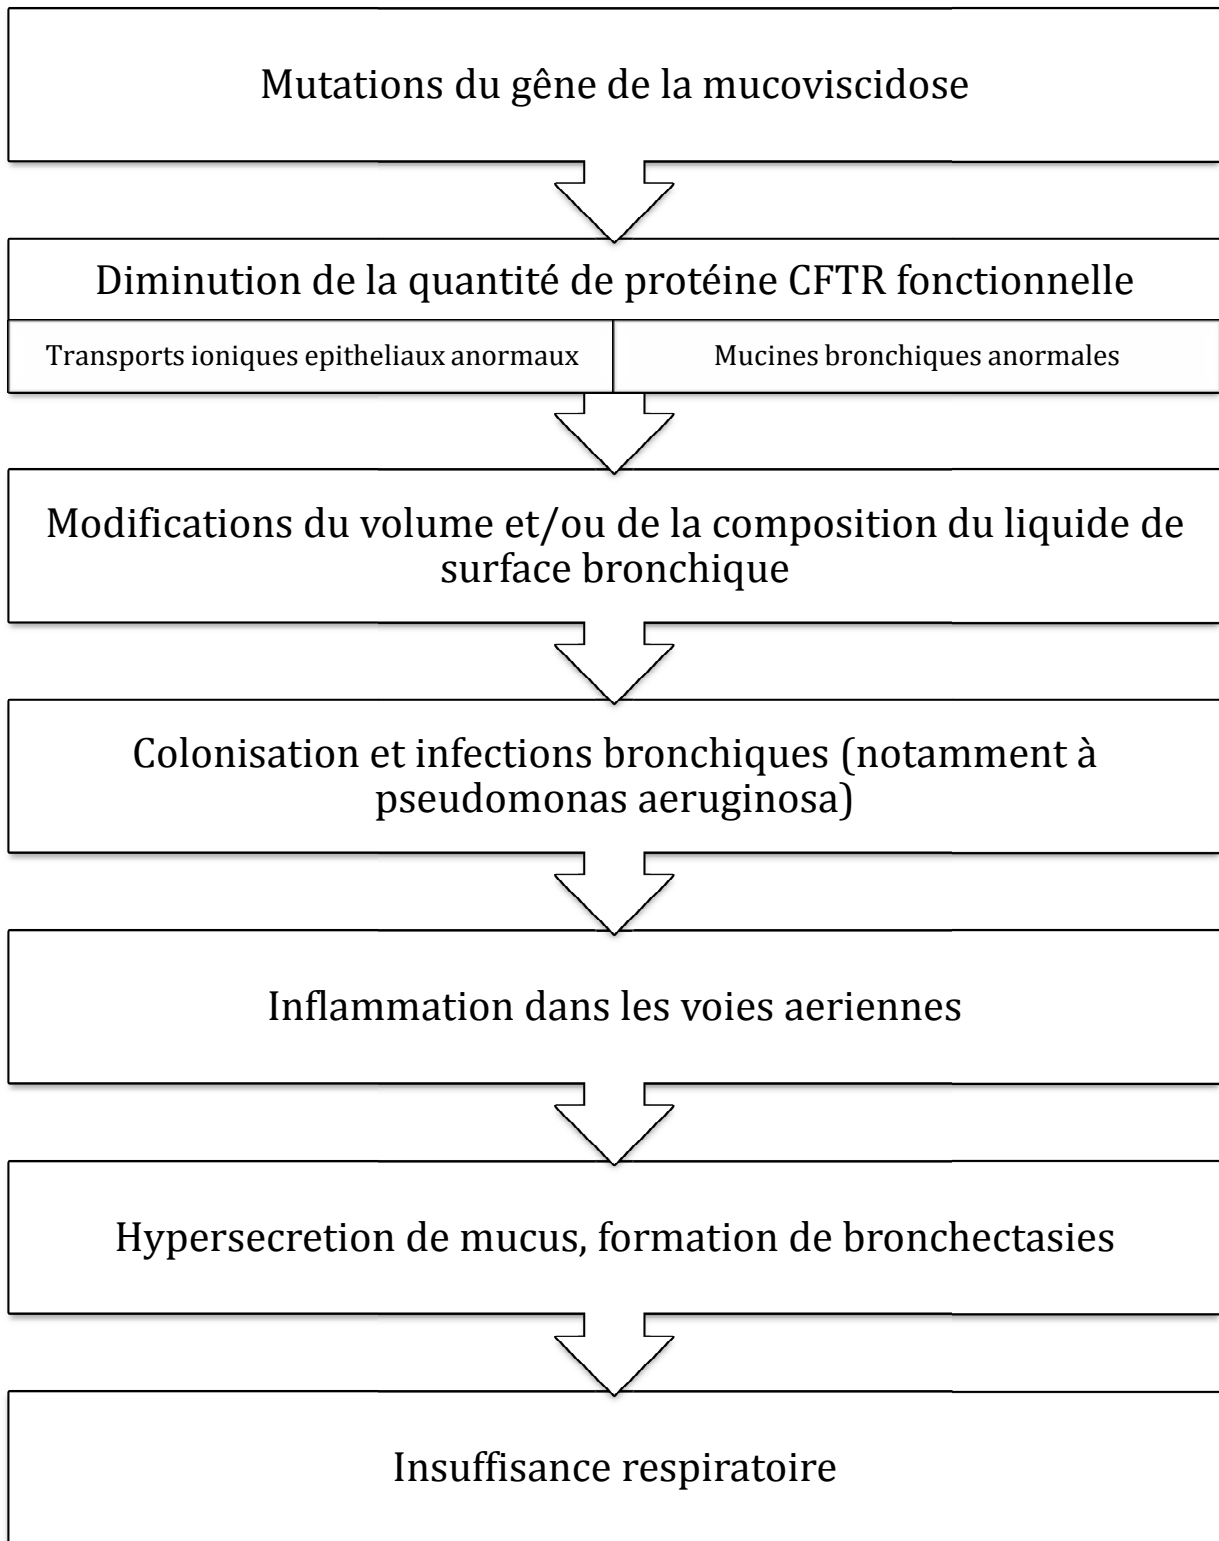 Mutations du gêne de la mucoviscidose
Diminution de la quantité de protéine CFTR fonctionnelle
Transports ioniques epitheliaux anormaux
Mucines bronchiques anormales
Modifications du volume et/ou de la composition du liquide de
surface bronchique
Colonisation et infections bronchiques (notamment à
pseudomonas aeruginosa)
Inflammation dans les voies aeriennes
Hypersecretion de mucus, formation de bronchectasies
Insuffisance respiratoire